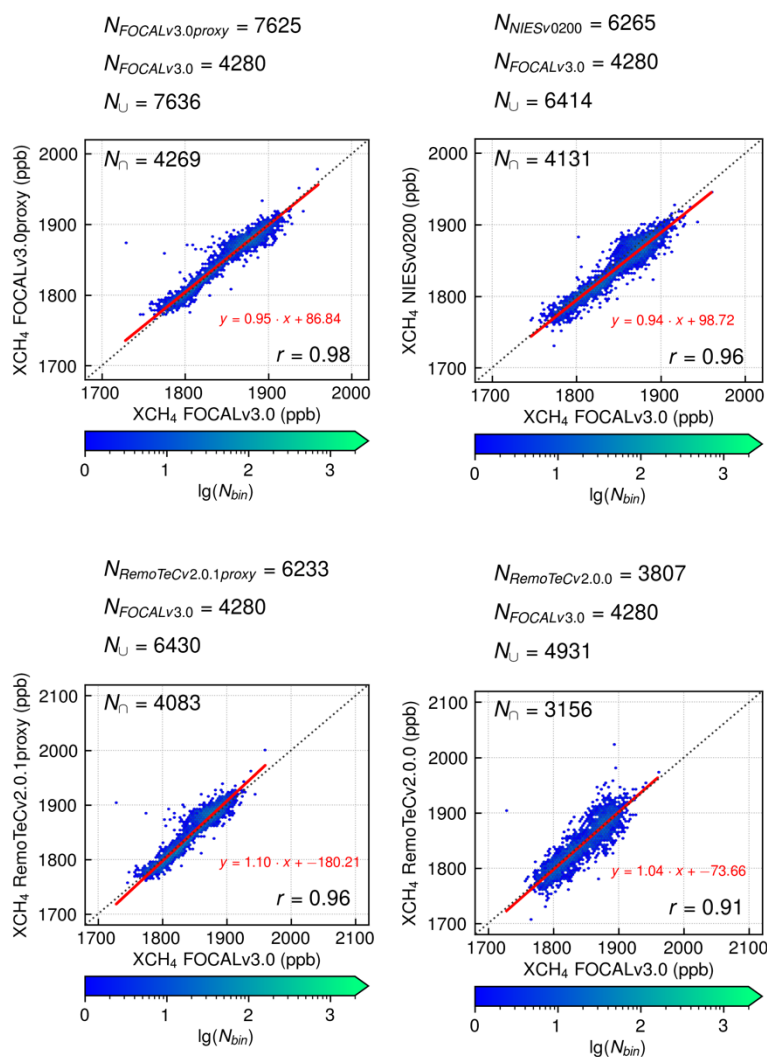 N_FOCALv3.0proxy = 7625
N_FOCALv3.0 = 4280
N_∪ = 7636
2000
1900
1800
1700
XCH₄ FOCALv3.0proxy (ppb)
N_∩ = 4269
y = 0.95 · x + 86.84
r = 0.98
1700 1800 1900 2000
XCH₄ FOCALv3.0 (ppb)
0 1 2 3
lg(N_bin)
N_NIESv0200 = 6265
N_FOCALv3.0 = 4280
N_∪ = 6414
2000
1900
1800
1700
XCH₄ NIESv0200 (ppb)
N_∩ = 4131
y = 0.94 · x + 98.72
r = 0.96
1700 1800 1900 2000
XCH₄ FOCALv3.0 (ppb)
0 1 2 3
lg(N_bin)
N_RemoTeCv2.0.1proxy = 6233
N_FOCALv3.0 = 4280
N_∪ = 6430
2100
2000
1900
1800
1700
XCH₄ RemoTeCv2.0.1proxy (ppb)
N_∩ = 4083
y = 1.10 · x + −180.21
r = 0.96
1700 1800 1900 2000 2100
XCH₄ FOCALv3.0 (ppb)
0 1 2 3
lg(N_bin)
N_RemoTeCv2.0.0 = 3807
N_FOCALv3.0 = 4280
N_∪ = 4931
2100
2000
1900
1800
1700
XCH₄ RemoTeCv2.0.0 (ppb)
N_∩ = 3156
y = 1.04 · x + −73.66
r = 0.91
1700 1800 1900 2000 2100
XCH₄ FOCALv3.0 (ppb)
0 1 2 3
lg(N_bin)